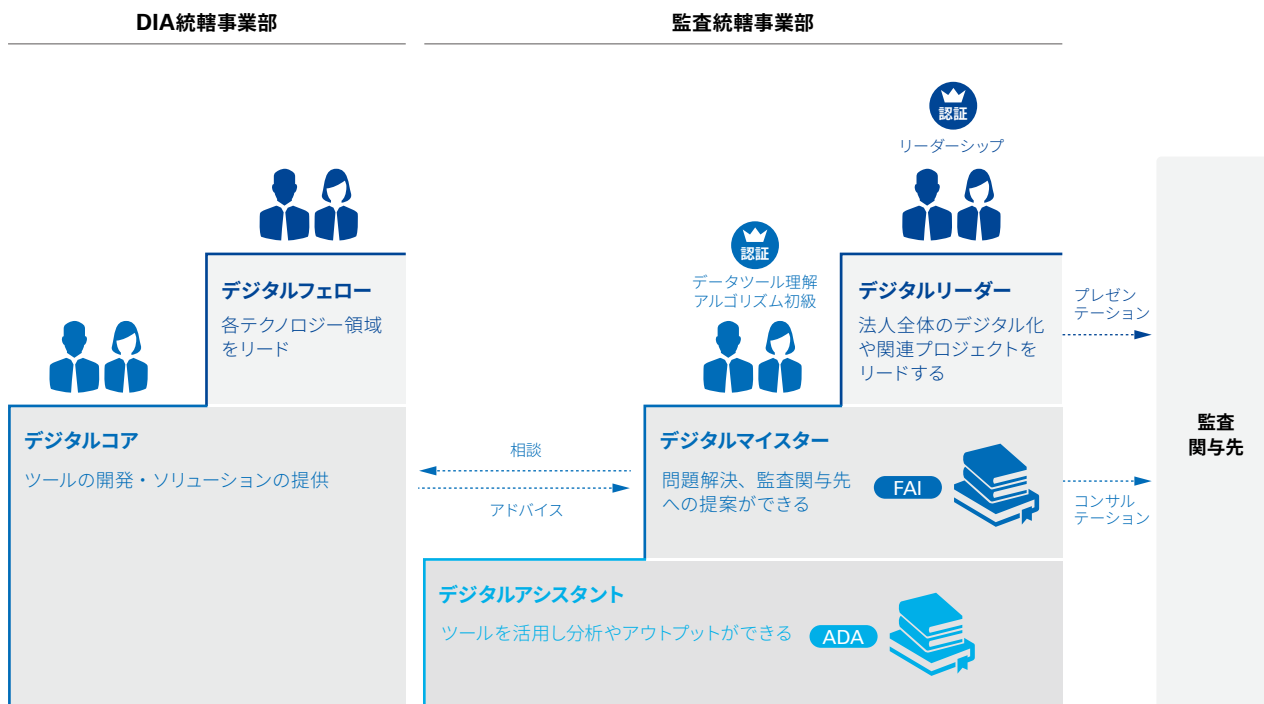 DIA統轄事業部
監査統轄事業部
認証
リーダーシップ
認証
データツール理解
アルゴリズム初級
デジタルフェロー
各テクノロジー領域
をリード
デジタルリーダー
法人全体のデジタル化
や関連プロジェクトを
リードする
プレゼン
テーション
デジタルコア
ツールの開発・ソリューションの提供
相談
アドバイス
デジタルマイスター
問題解決、監査関与先
への提案ができる
FAI
コンサル
テーション
監査
関与先
デジタルアシスタント
ツールを活用し分析やアウトプットができる
ADA